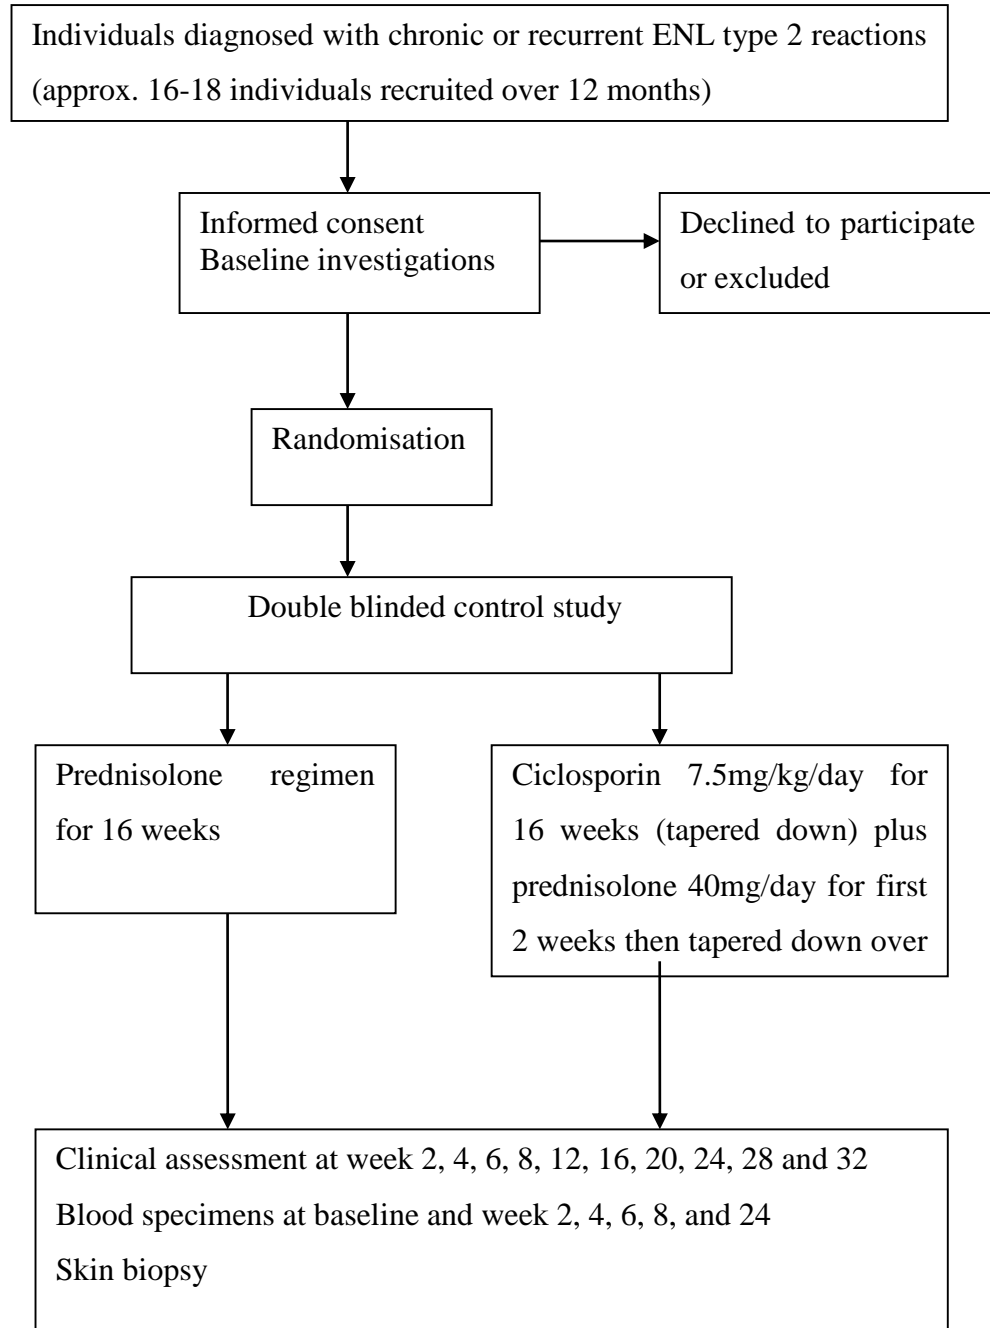 Individuals diagnosed with chronic or recurrent ENL type 2 reactions
(approx. 16-18 individuals recruited over 12 months)
Informed consent
Baseline investigations
Declined to participate
or excluded
Randomisation
Double blinded control study
Prednisolone regimen
for 16 weeks
Ciclosporin 7.5mg/kg/day for
16 weeks (tapered down) plus
prednisolone 40mg/day for first
2 weeks then tapered down over
Clinical assessment at week 2, 4, 6, 8, 12, 16, 20, 24, 28 and 32
Blood specimens at baseline and week 2, 4, 6, 8, and 24
Skin biopsy